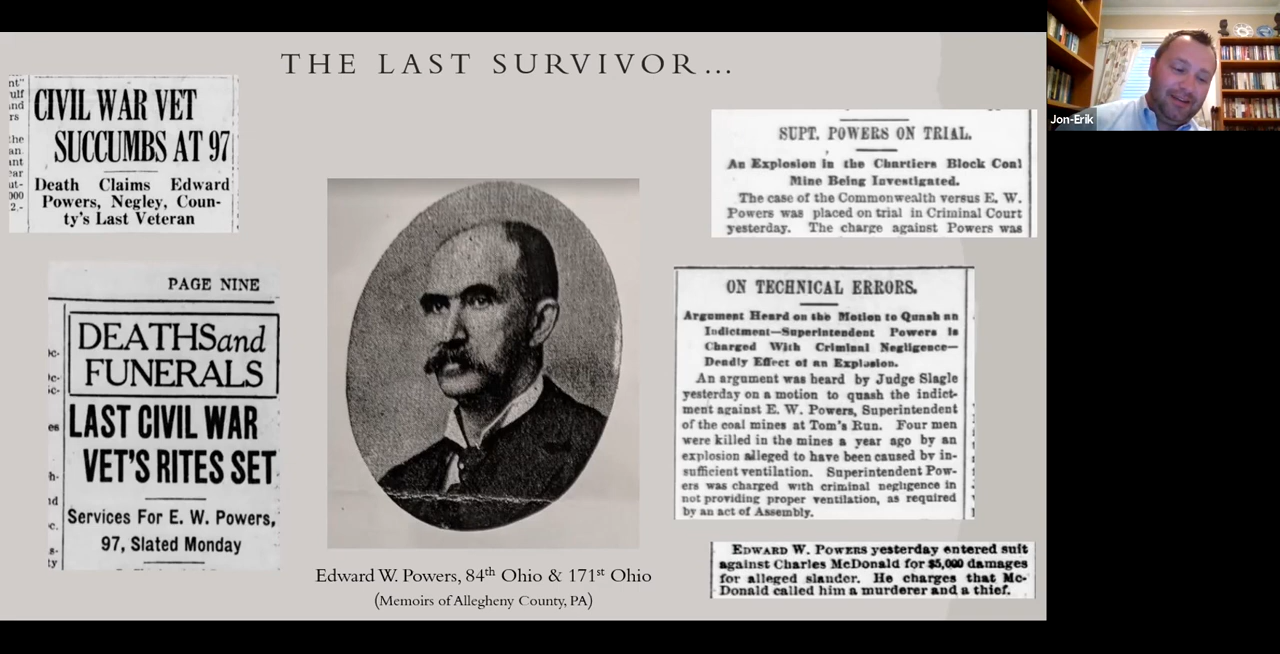 THE LAST SURVIVOR...
CIVIL WAR VET
SUCCUMBS AT 97
Death Claims Edward
Powers, Negley, Coun-
ty's Last Veteran
PAGE NINE
DEATHS and
FUNERALS
LAST CIVIL WAR
VET'S RITES SET
Services For E. W. Powers,
97, Slated Monday
Edward W. Powers, 84th Ohio & 171st Ohio
(Memoirs of Allegheny County, PA)
SUPT. POWERS ON TRIAL.
An Explosion in the Chartiers Block Coal
Mine Being Investigated.
The case of the Commonwealth versus E. W.
Powers was placed on trial in Criminal Court
yesterday. The charge against Powers was
ON TECHNICAL ERRORS.
Argument Heard on the Motion to Quash an
Indictment—Superintendent Powers Is
Charged With Criminal Negligence—
Deadly Effect of an Explosion.
An argument was heard by Judge Slagle
yesterday on a motion to quash the indict-
ment against E. W. Powers, Superintendent
of the coal mines at Tom's Run. Four men
were killed in the mines a year ago by an
explosion alleged to have been caused by in-
sufficient ventilation. Superintendent Pow-
ers was charged with criminal negligence in
not providing proper ventilation, as required
by an act of Assembly.
EDWARD W. POWERS yesterday entered suit
against Charles McDonald for $5,000 damages
for alleged slander. He charges that Mc-
Donald called him a murderer and a thief.
Jon-Erik